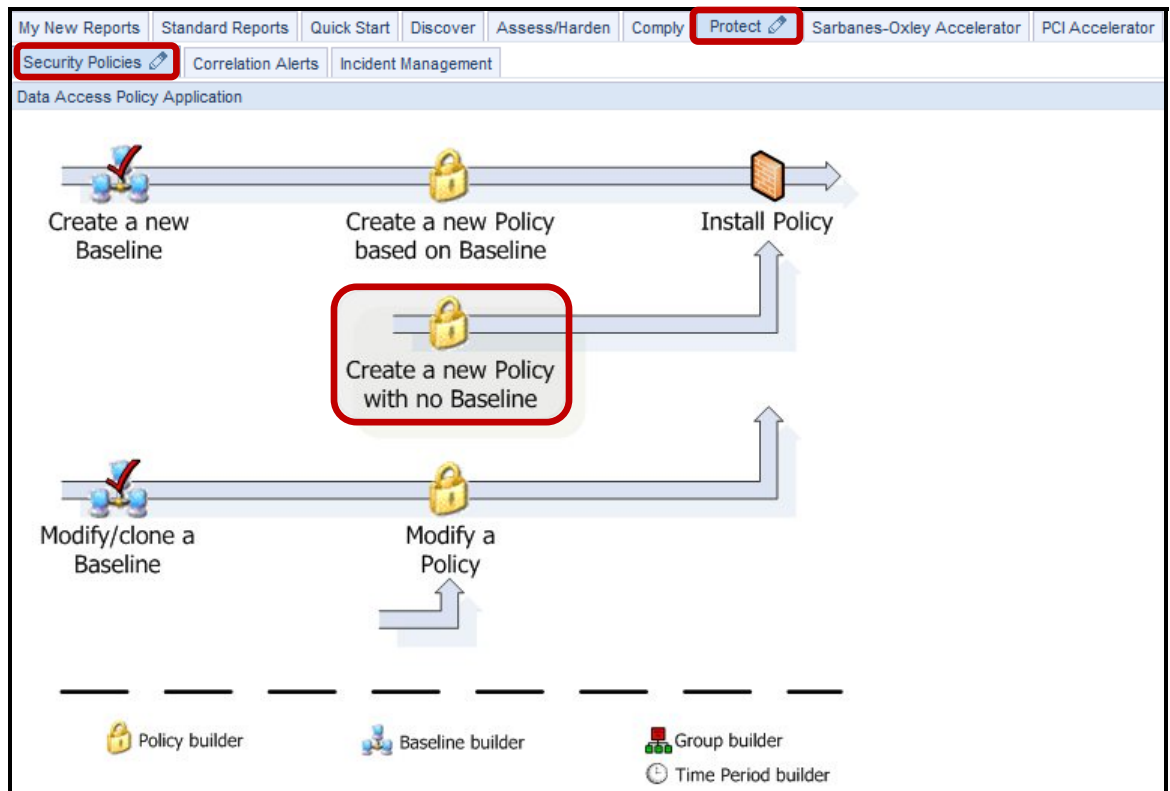 My New Reports Standard Reports Quick Start Discover Assess/Harden Comply Protect Sarbanes-Oxley Accelerator PCI Accelerator
Security Policies Correlation Alerts Incident Management
Data Access Policy Application
Create a new
Baseline
Create a new Policy
based on Baseline
Install Policy
Create a new Policy
with no Baseline
Modify/clone a
Baseline
Modify a
Policy
Policy builder
Baseline builder
Group builder
Time Period builder